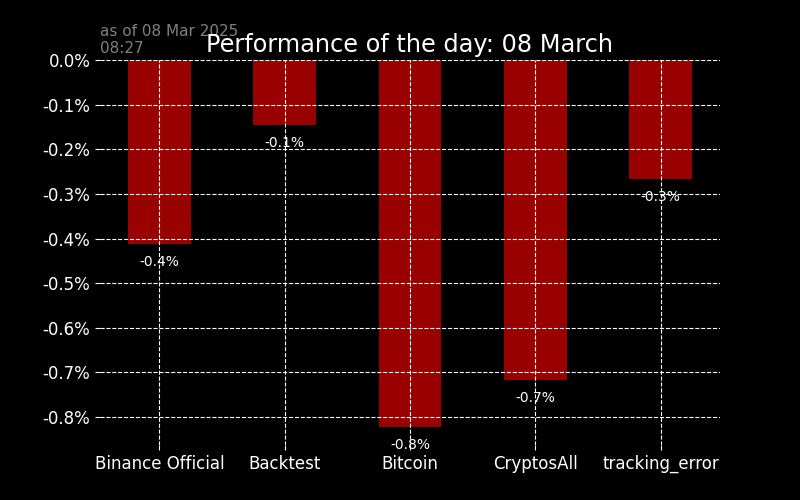 as of 08 Mar 2025
08:27
Performance of the day: 08 March
0.0%
-0.1%
-0.2%
-0.3%
-0.4%
-0.5%
-0.6%
-0.7%
-0.8%
-0.4%
-0.1%
-0.8%
-0.7%
-0.3%
Binance Official
Backtest
Bitcoin
CryptosAll
tracking_error